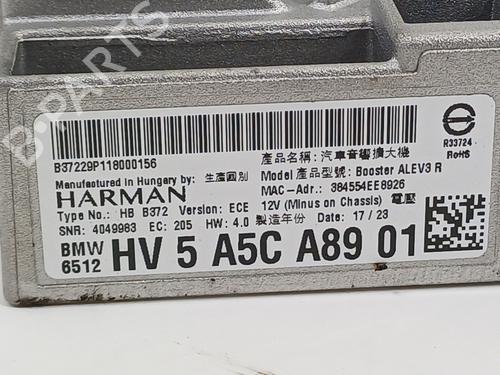 B-PARTS
B37229P118000156
產品名稱: 汽車音響擴大機
R33724
RoHS
Manufactured in Hungary by: 生產國別
Model 產品型號: Booster ALEV3 R
HARMAN
MAC-Adr.: 384554EE8926
Type No.: HB B372 Version: ECE
12V (Minus on Chassis) 電壓
SNR: 4049983 EC: 205 HW: 4.0 製造年份 Date: 17 / 23
BMW
6512 HV 5 A5C A89 01